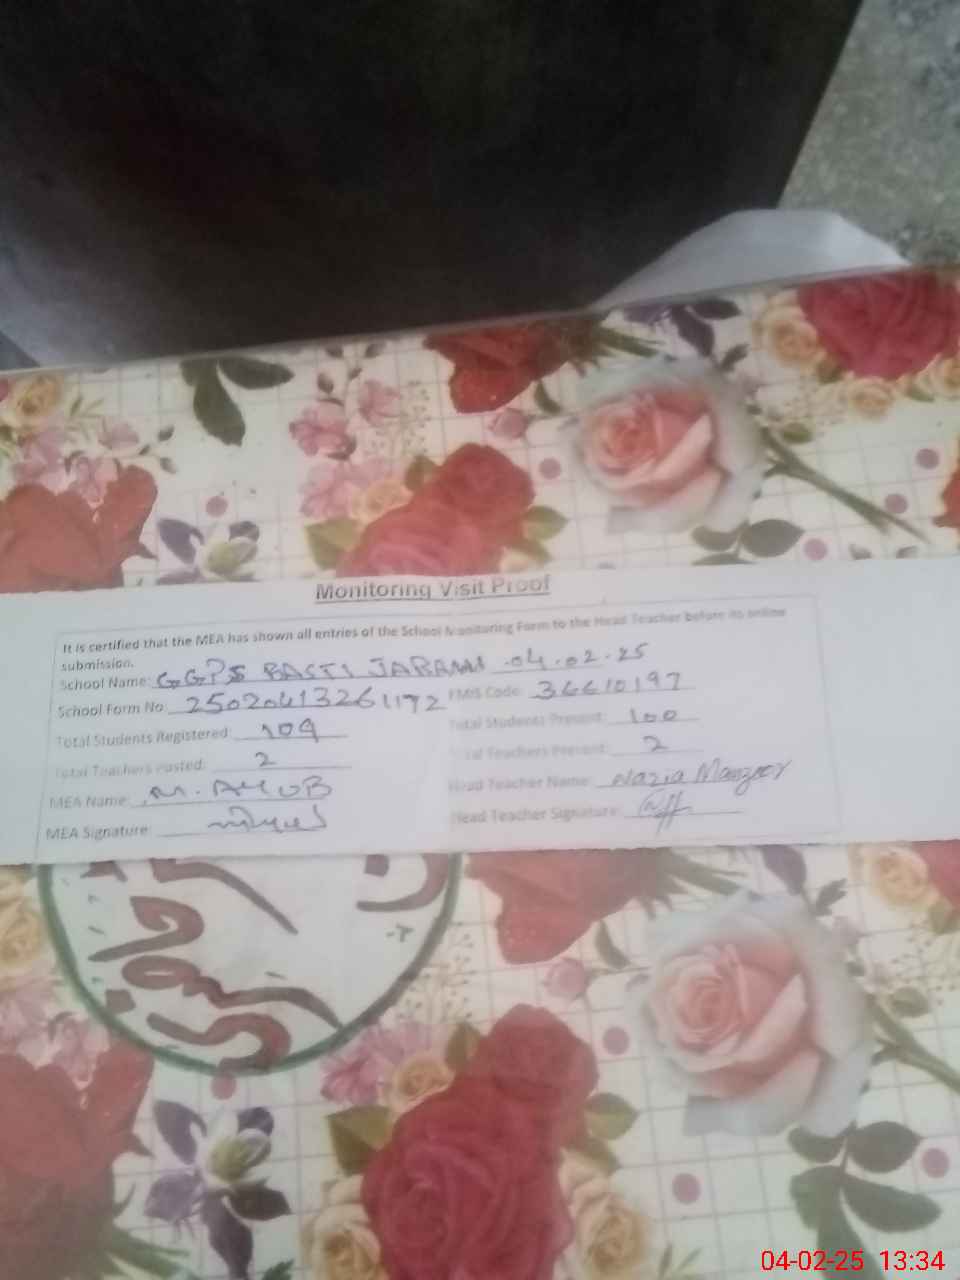 Monitoring Visit Proof
It is certified that the MEA has shown all entries of the School Monitoring Form to the Head Teacher before its online
submission.
School Name: GGPS BASTI 04.02.25
School Form No 25020413261172 EMIS Code: 36610197
Total Students Registered: 109 Total Students Present: 100
Total Teachers Posted: 2 Total Teachers Present: 2
MEA Name: M. AYUB Head Teacher Name: Nazia Manzoor
MEA Signature: Head Teacher Signature:
04-02-25 13:34